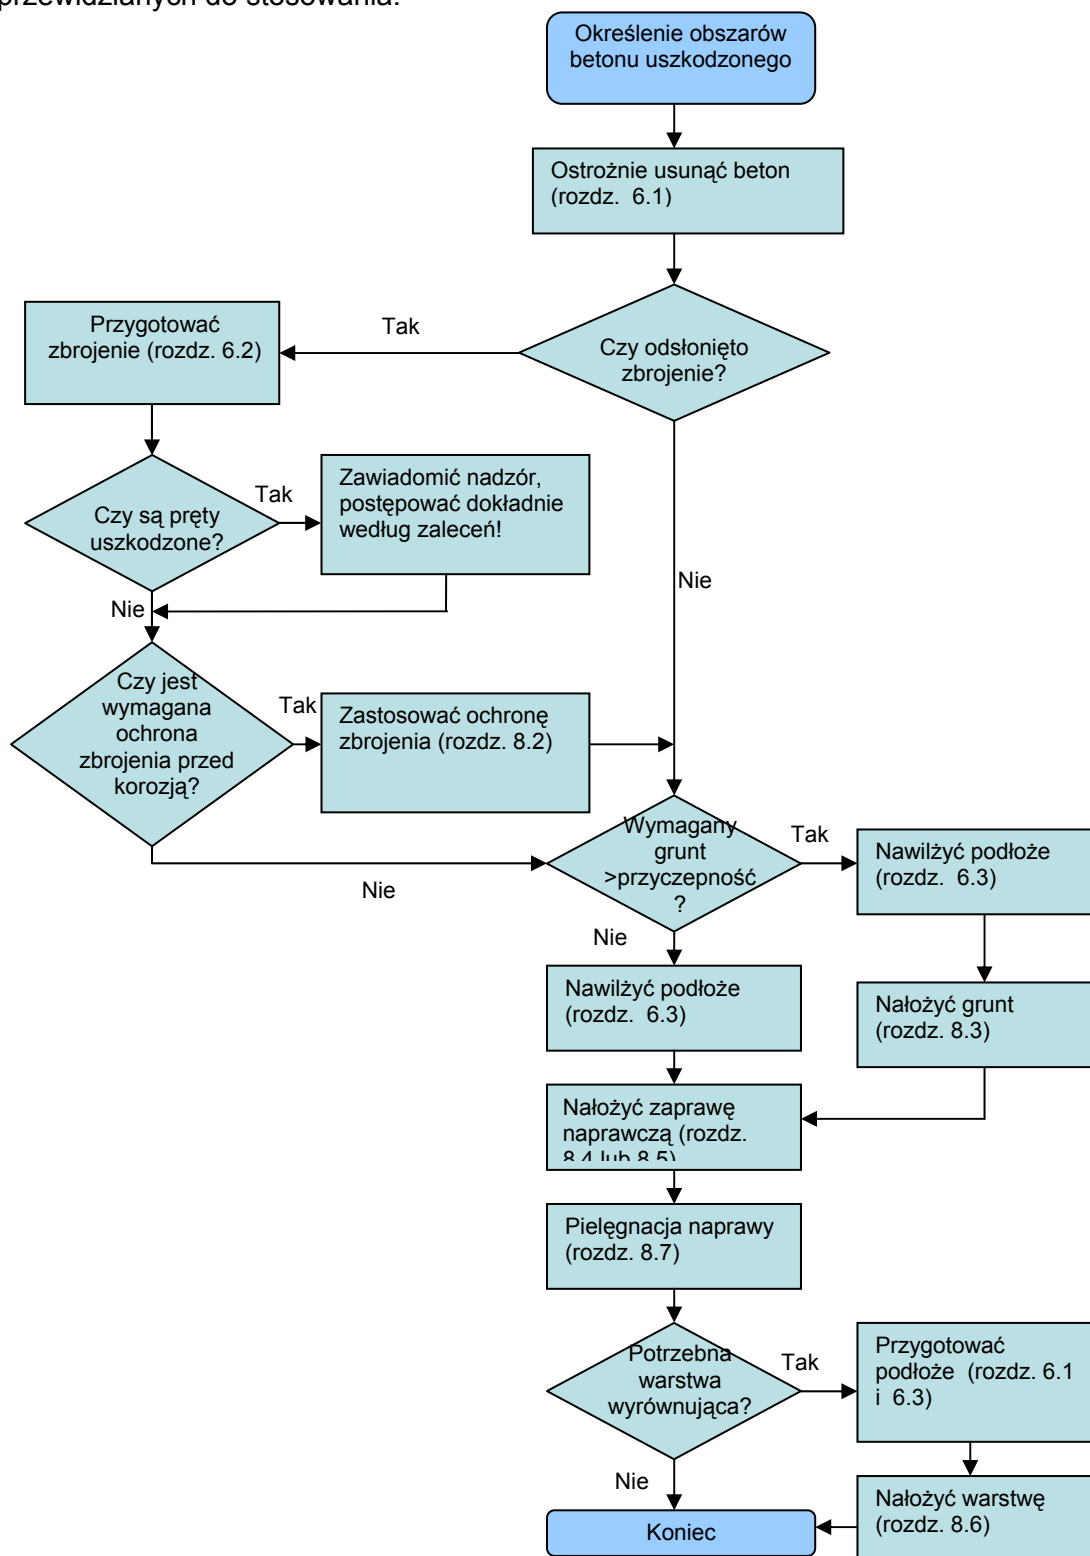 przewidzianych do stosowania.
Określenie obszarów
betonu uszkodzonego
Ostrożnie usunąć beton
(rozdz. 6.1)
Czy odsłonięto
zbrojenie?
Tak
Przygotować
zbrojenie (rozdz. 6.2)
Czy są pręty
uszkodzone?
Tak
Zawiadomić nadzór,
postępować dokładnie
według zaleceń!
Nie
Nie
Czy jest
wymagana
ochrona
zbrojenia przed
korozją?
Tak
Zastosować ochronę
zbrojenia (rozdz. 8.2)
Nie
Wymagany
grunt
>przyczepność
?
Tak
Nawilżyć podłoże
(rozdz. 6.3)
Nałożyć grunt
(rozdz. 8.3)
Nie
Nawilżyć podłoże
(rozdz. 6.3)
Nałożyć zaprawę
naprawczą (rozdz.
8.4 lub 8.5)
Pielęgnacja naprawy
(rozdz. 8.7)
Potrzebna
warstwa
wyrównująca?
Tak
Przygotować
podłoże (rozdz. 6.1
i 6.3)
Nałożyć warstwę
(rozdz. 8.6)
Nie
Koniec